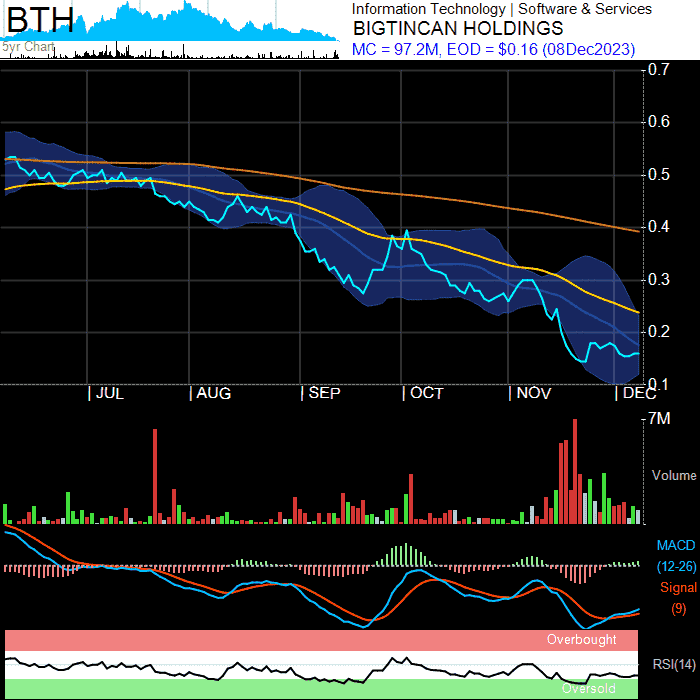 BTH
5yr Chart
Information Technology | Software & Services
BIGTINCAN HOLDINGS
MC = 97.2M, EOD = $0.16 (08Dec2023)
0.7
0.6
0.5
0.4
0.3
0.2
0.1
| JUL | AUG | SEP | OCT | NOV | DEC
7M
Volume
MACD
(12-26)
Signal
(9)
Overbought
RSI(14)
Oversold